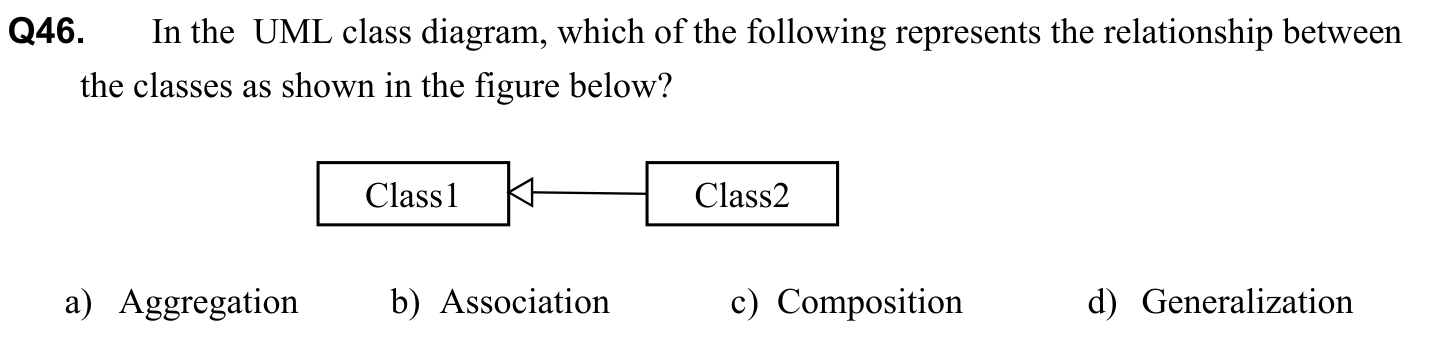 Q46. In the UML class diagram, which of the following represents the relationship between
the classes as shown in the figure below?
Class1 Class2
a) Aggregation b) Association c) Composition d) Generalization